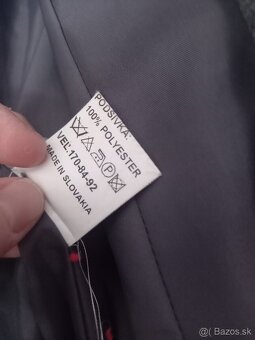 PODŠÍVKA:
100% POLYESTER
P
VEL. 170-84-92
MADE IN SLOVAKIA
© Bazos.sk